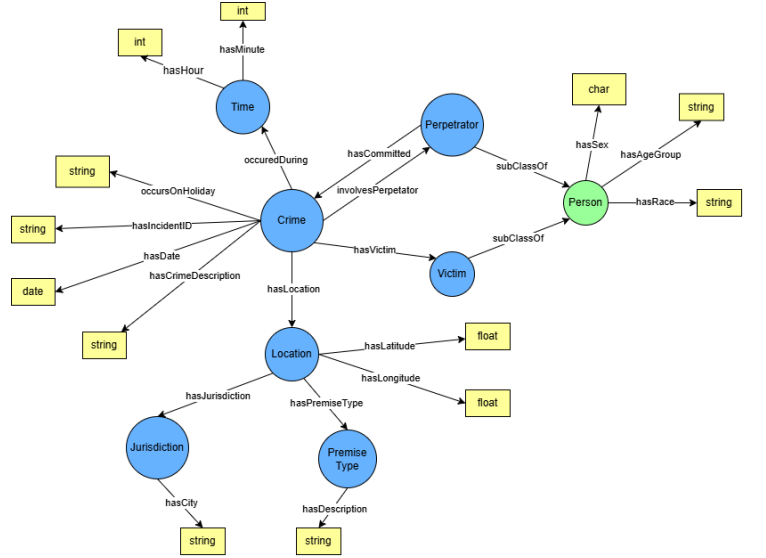 int
int
hasMinute
hasHour
Time
char
string
Perpetrator
hasSex
hasCommitted
hasAgeGroup
occuredDuring
subClassOf
string
occursOnHoliday
involvesPerpetator
Person
hasRace
string
string
hasIncidentID
Crime
hasDate
hasVictim
subClassOf
hasCrimeDescription
Victim
date
hasLocation
string
Location
hasLatitude
float
hasLongitude
float
hasJurisdiction
hasPremiseType
Jurisdiction
Premise
Type
hasCity
hasDescription
string
string